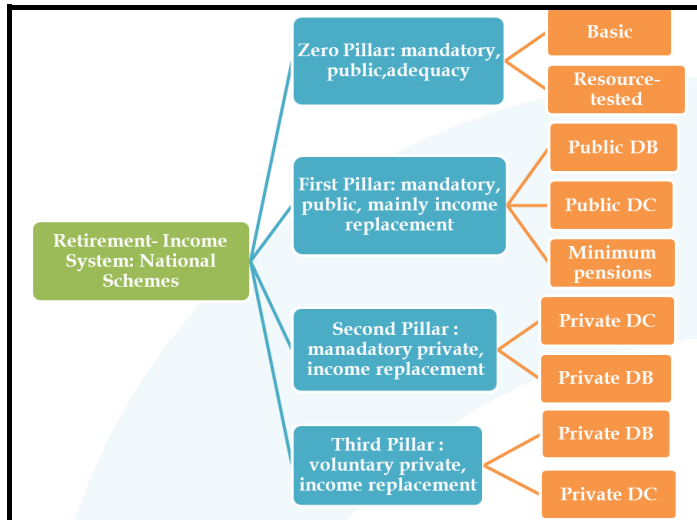 Zero Pillar: mandatory,
public,adequacy
Basic
Resource-
tested
First Pillar: mandatory,
public, mainly income
replacement
Public DB
Public DC
Minimum
pensions
Retirement- Income
System: National
Schemes
Second Pillar :
manadatory private,
income replacement
Private DC
Private DB
Third Pillar :
voluntary private,
income replacement
Private DB
Private DC